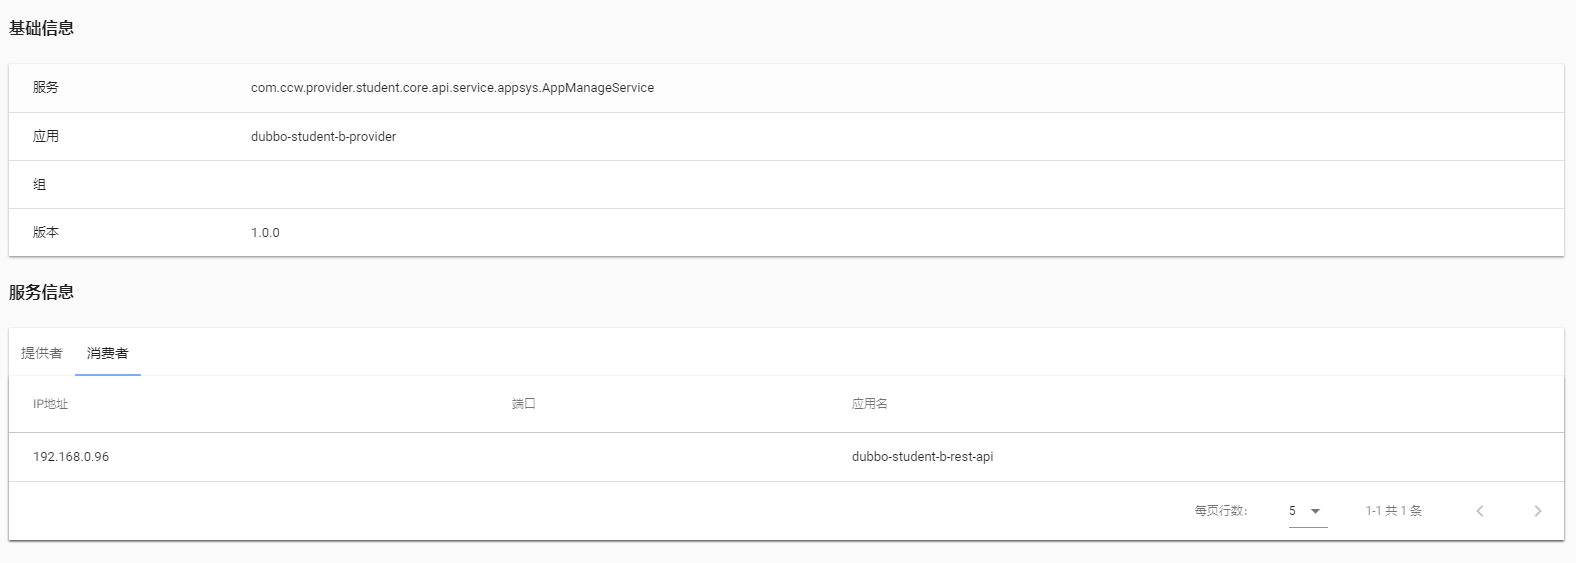 基础信息
服务 com.ccw.provider.student.core.api.service.appsys.AppManageService
应用 dubbo-student-b-provider
组
版本 1.0.0
服务信息
提供者 消费者
IP地址 端口 应用名
192.168.0.96 dubbo-student-b-rest-api
每页行数: 5 1-1 共 1 条